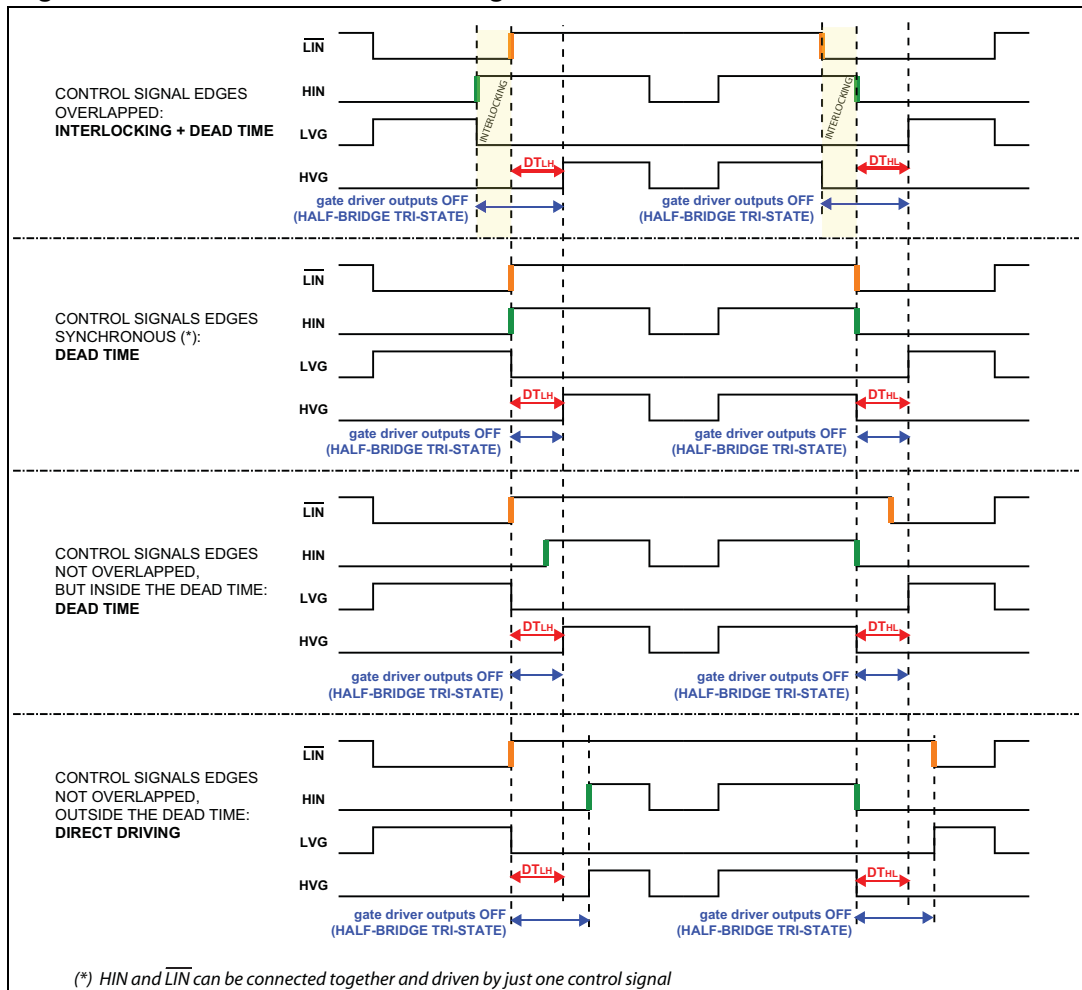 LIN
HIN
LVG
HVG
CONTROL SIGNAL EDGES
OVERLAPPED:
INTERLOCKING + DEAD TIME
INTERLOCKING
INTERLOCKING
DTLH
DTHL
gate driver outputs OFF
(HALF-BRIDGE TRI-STATE)
gate driver outputs OFF
(HALF-BRIDGE TRI-STATE)
LIN
HIN
LVG
HVG
CONTROL SIGNALS EDGES
SYNCHRONOUS (*):
DEAD TIME
DTLH
DTHL
gate driver outputs OFF
(HALF-BRIDGE TRI-STATE)
gate driver outputs OFF
(HALF-BRIDGE TRI-STATE)
LIN
HIN
LVG
HVG
CONTROL SIGNALS EDGES
NOT OVERLAPPED,
BUT INSIDE THE DEAD TIME:
DEAD TIME
DTLH
DTHL
gate driver outputs OFF
(HALF-BRIDGE TRI-STATE)
gate driver outputs OFF
(HALF-BRIDGE TRI-STATE)
LIN
HIN
LVG
HVG
CONTROL SIGNALS EDGES
NOT OVERLAPPED,
OUTSIDE THE DEAD TIME:
DIRECT DRIVING
DTLH
DTHL
gate driver outputs OFF
(HALF-BRIDGE TRI-STATE)
gate driver outputs OFF
(HALF-BRIDGE TRI-STATE)
(*) HIN and LIN can be connected together and driven by just one control signal